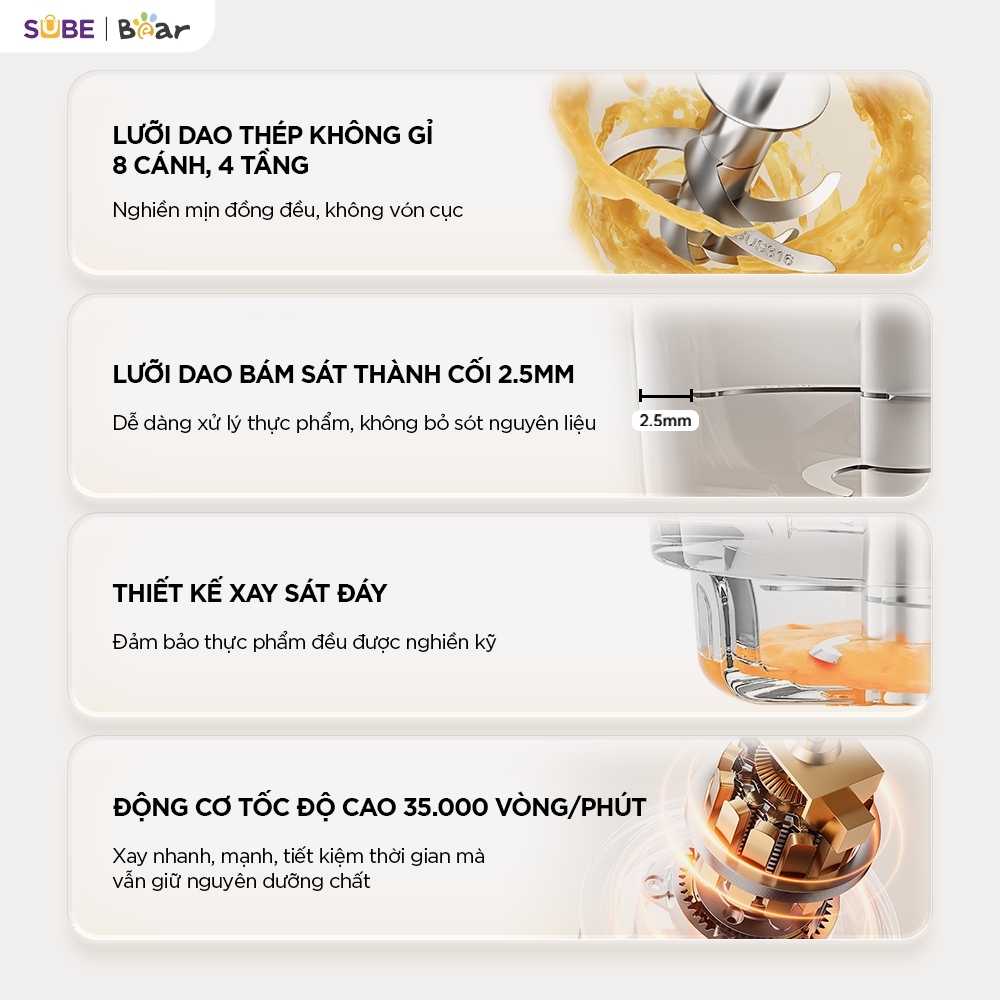 SUBE | Bear
LƯỠI DAO THÉP KHÔNG GỈ
8 CÁNH, 4 TẦNG
Nghiền mịn đồng đều, không vón cục
SUS316
LƯỠI DAO BÁM SÁT THÀNH CỐI 2.5MM
Dễ dàng xử lý thực phẩm, không bỏ sót nguyên liệu
2.5mm
THIẾT KẾ XAY SÁT ĐÁY
Đảm bảo thực phẩm đều được nghiền kỹ
ĐỘNG CƠ TỐC ĐỘ CAO 35.000 VÒNG/PHÚT
Xay nhanh, mạnh, tiết kiệm thời gian mà
vẫn giữ nguyên dưỡng chất